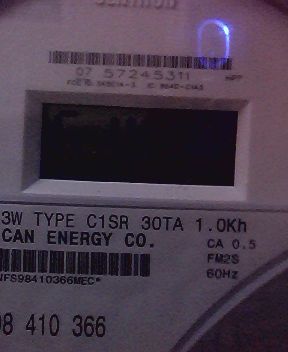 07 57245311
3W TYPE C1SR 30TA 1.0Kh
CAN ENERGY CO.
CA 0.5
FM2S
60Hz
WFS98410366MEC*
98 410 366